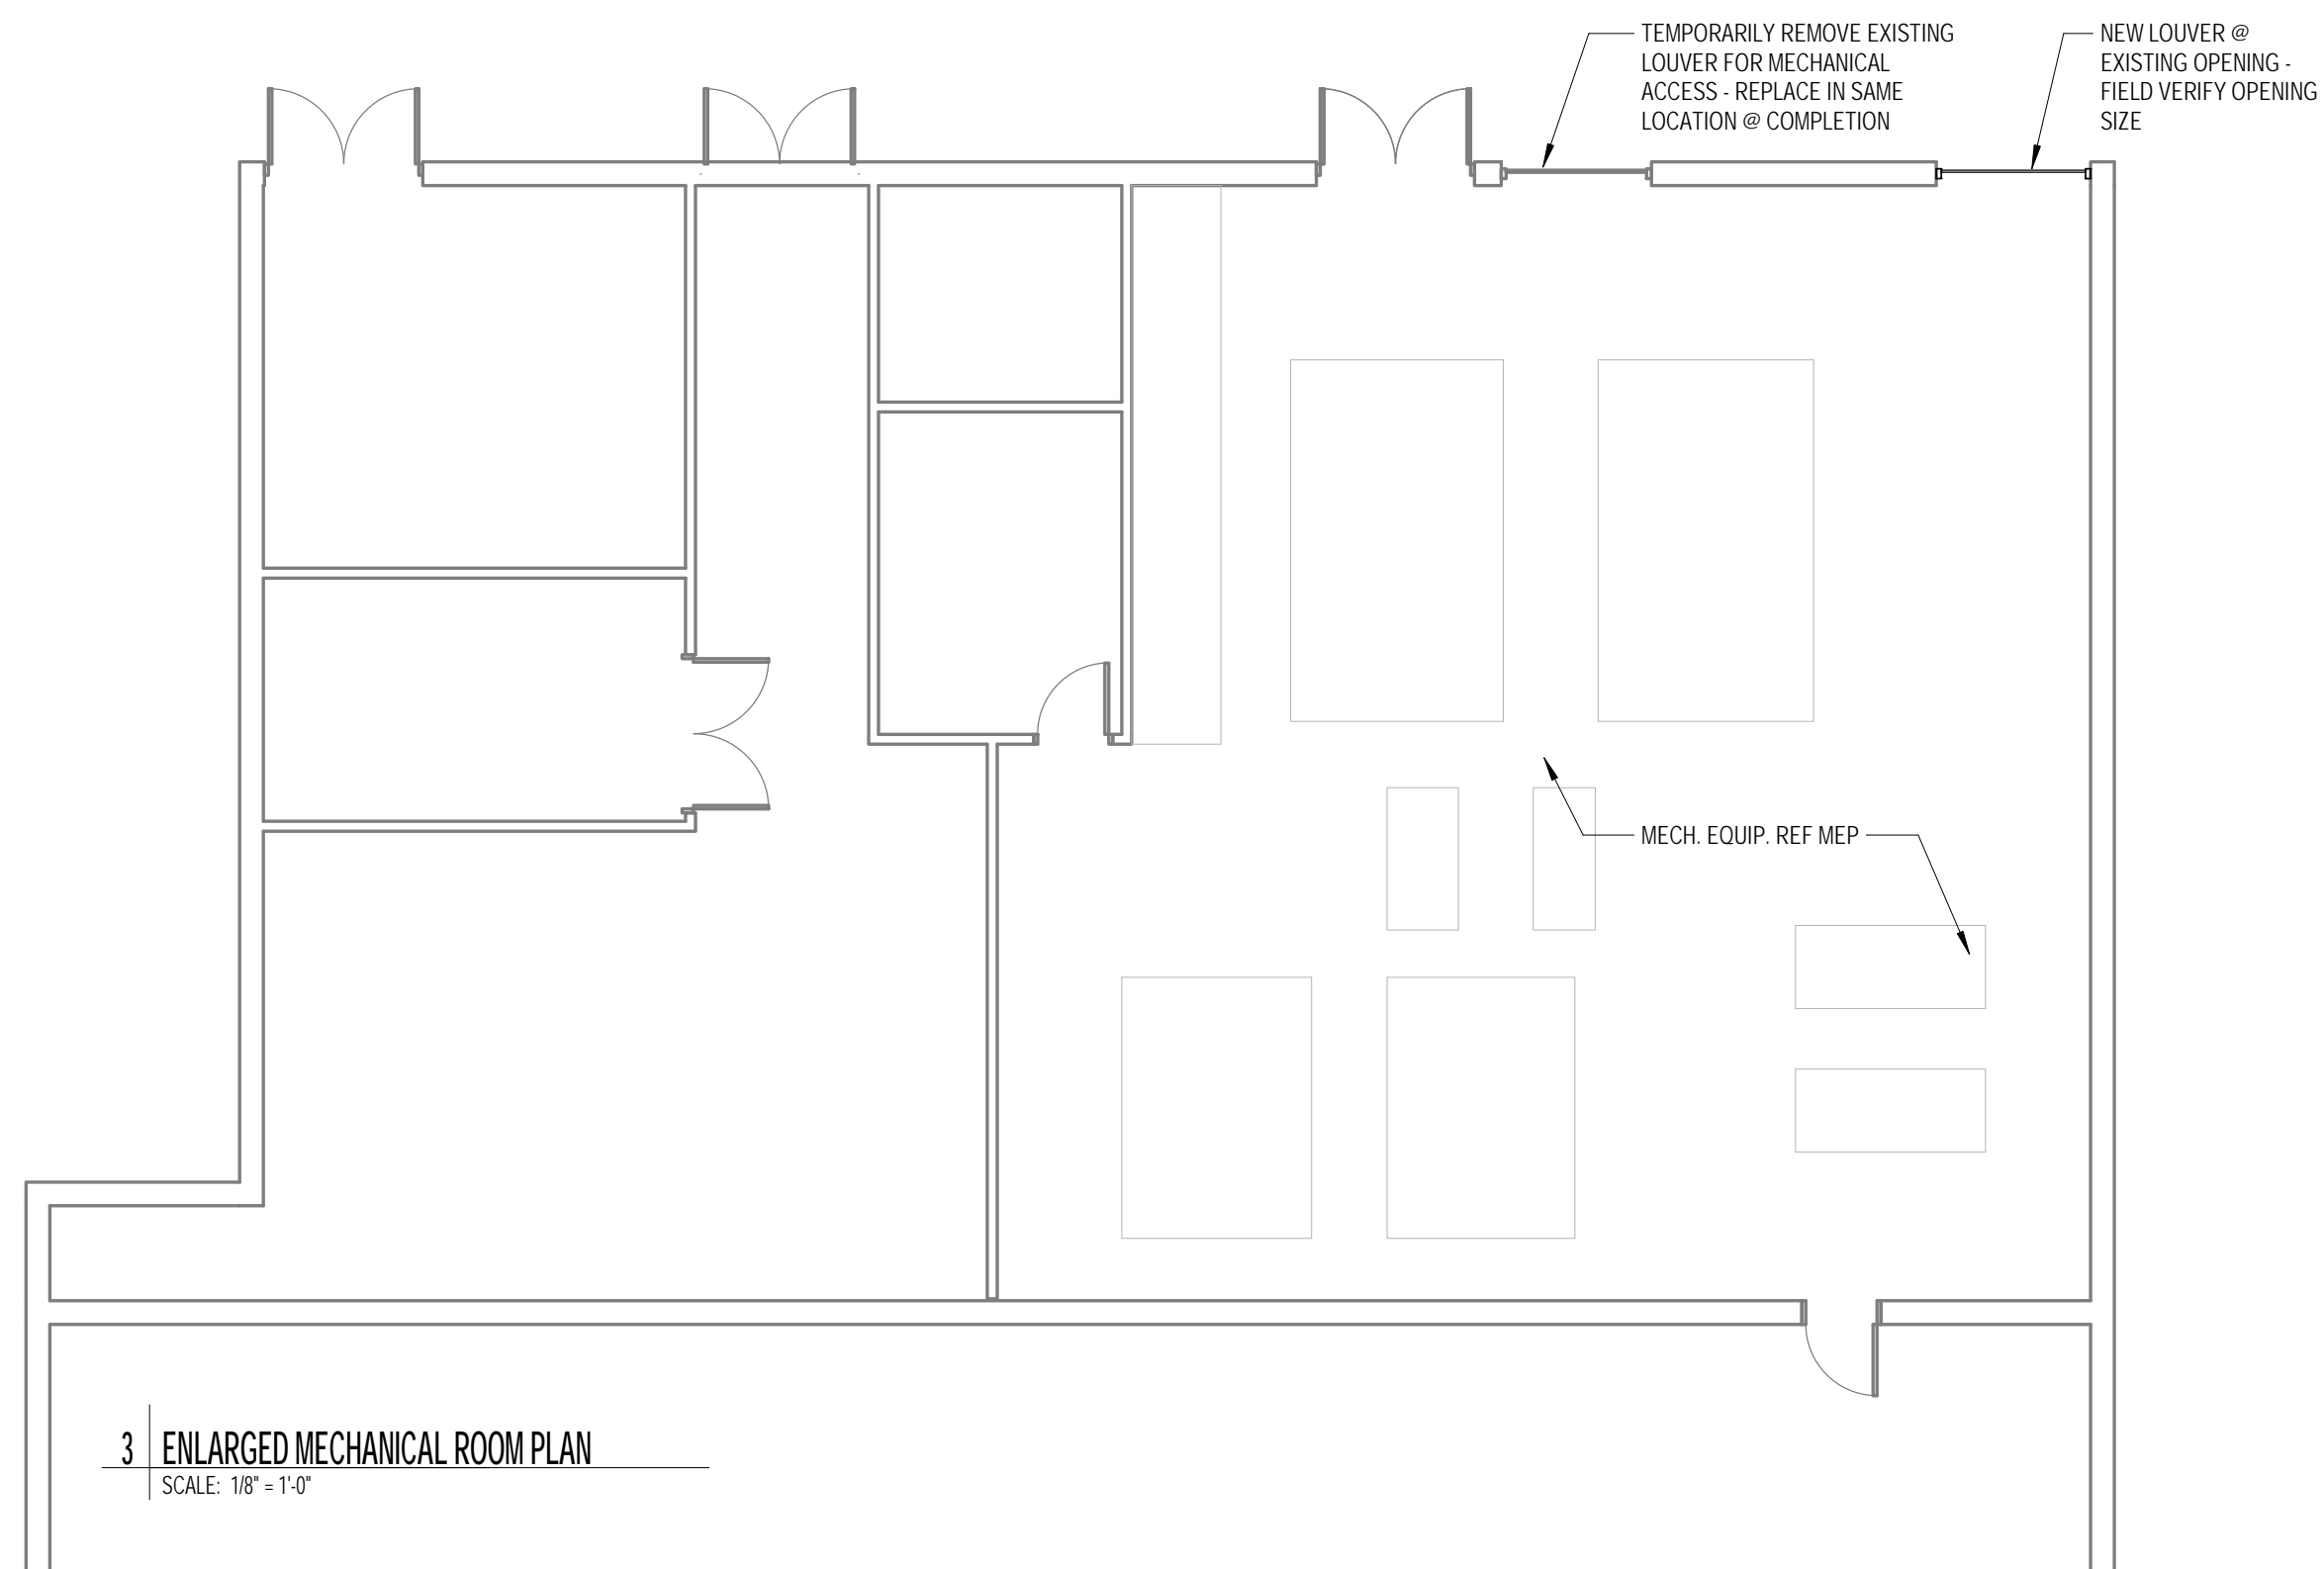 TEMPORARILY REMOVE EXISTING
LOUVER FOR MECHANICAL
ACCESS - REPLACE IN SAME
LOCATION @ COMPLETION
NEW LOUVER @
EXISTING OPENING -
FIELD VERIFY OPENING
SIZE
MECH. EQUIP. REF MEP
3 ENLARGED MECHANICAL ROOM PLAN
SCALE: 1/8" = 1'-0"